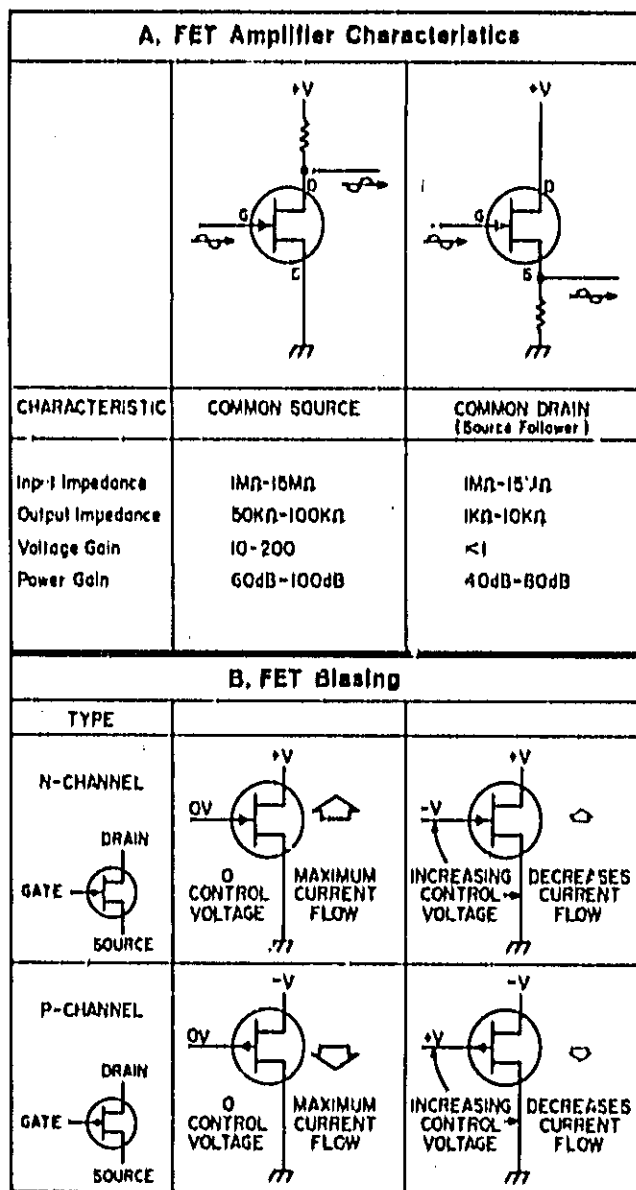 A, FET Amplifier Characteristics
+V
D
G
S
+V
D
G
S
CHARACTERISTIC
COMMON SOURCE
COMMON DRAIN
(Source Follower)
Input Impedance
1MΩ-15MΩ
1MΩ-15MΩ
Output Impedance
50KΩ-100KΩ
1KΩ-10KΩ
Voltage Gain
10-200
<1
Power Gain
60dB-100dB
40dB-80dB
B, FET Biasing
TYPE
N-CHANNEL
DRAIN
GATE
SOURCE
+V
0V
0
CONTROL
VOLTAGE
MAXIMUM
CURRENT
FLOW
+V
-V
INCREASING
CONTROL
VOLTAGE
DECREASES
CURRENT
FLOW
P-CHANNEL
DRAIN
GATE
SOURCE
-V
0V
0
CONTROL
VOLTAGE
MAXIMUM
CURRENT
FLOW
-V
+V
INCREASING
CONTROL
VOLTAGE
DECREASES
CURRENT
FLOW